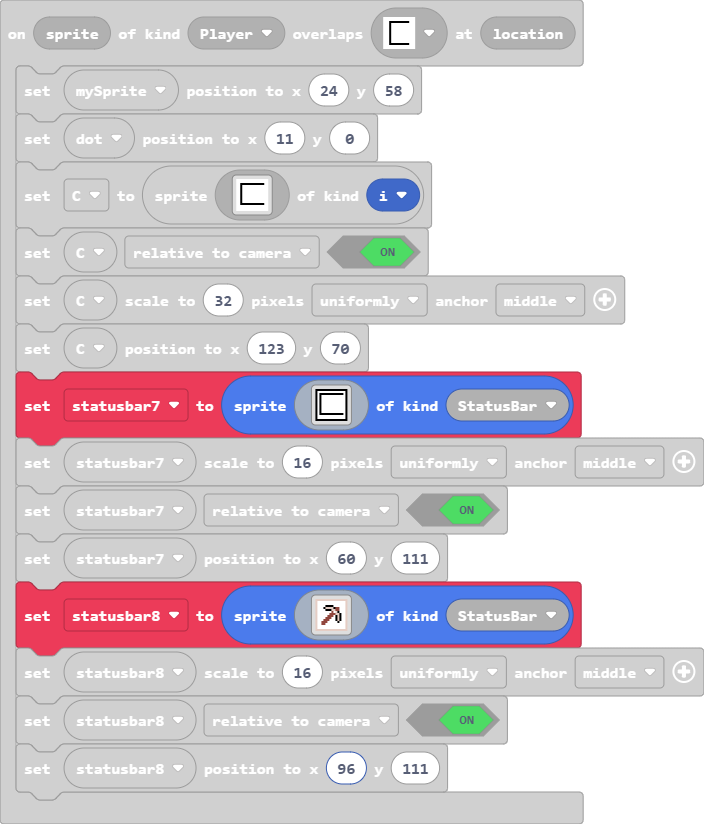 on sprite of kind Player overlaps at location
set mySprite position to x 24 y 58
set dot position to x 11 y 0
set C to sprite of kind i
set C relative to camera ON
set C scale to 32 pixels uniformly anchor middle
set C position to x 123 y 70
set statusbar7 to sprite of kind StatusBar
set statusbar7 scale to 16 pixels uniformly anchor middle
set statusbar7 relative to camera ON
set statusbar7 position to x 60 y 111
set statusbar8 to sprite of kind StatusBar
set statusbar8 scale to 16 pixels uniformly anchor middle
set statusbar8 relative to camera ON
set statusbar8 position to x 96 y 111